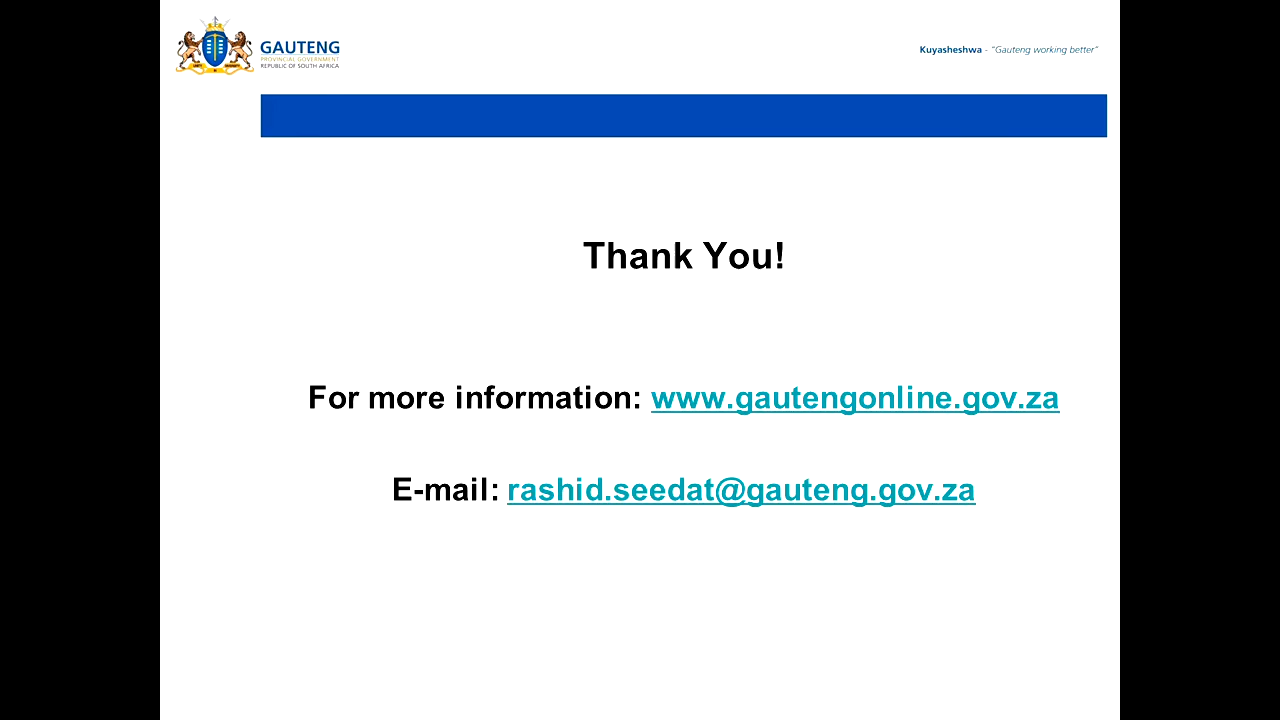 GAUTENG
PROVINCIAL GOVERNMENT
REPUBLIC OF SOUTH AFRICA
Kuyasheshwa - "Gauteng working better"
Thank You!
For more information: www.gautengonline.gov.za
E-mail: rashid.seedat@gauteng.gov.za